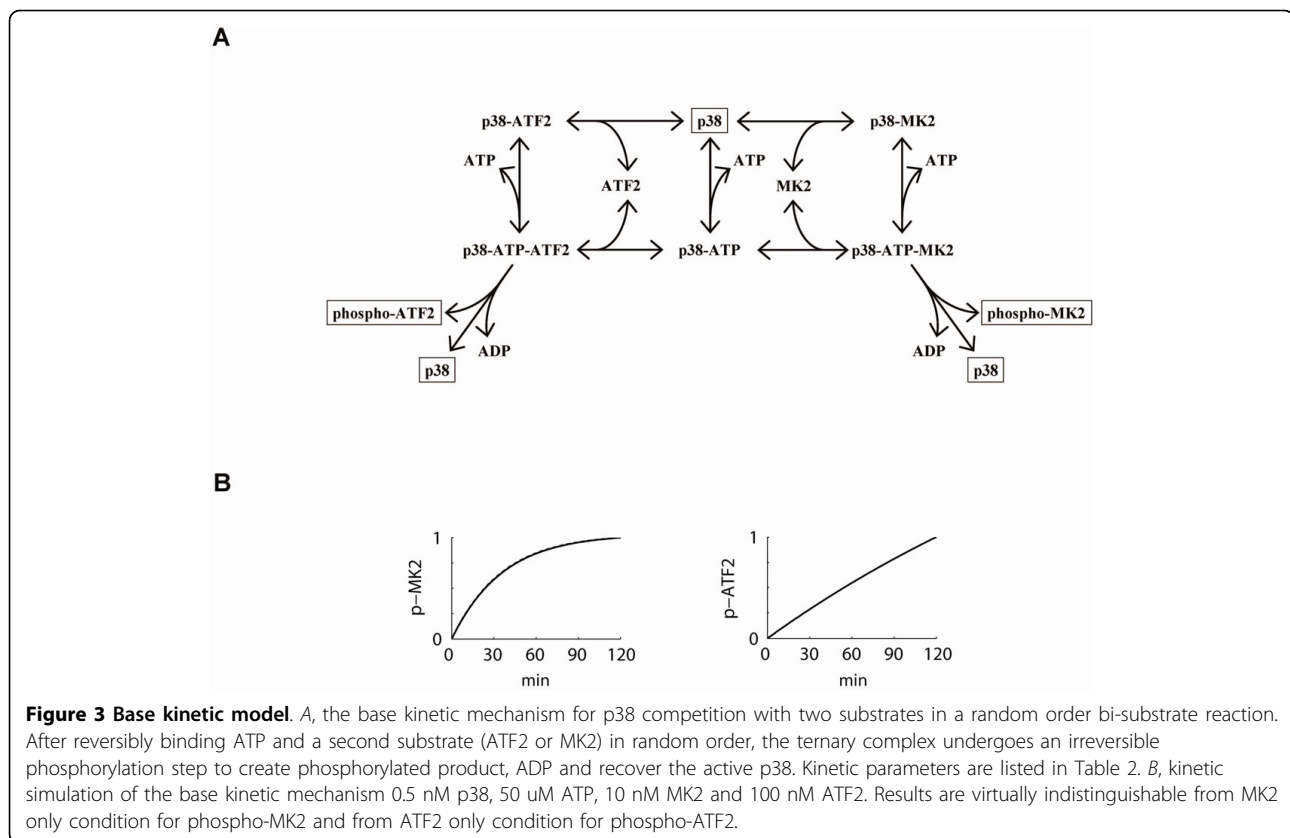 A
p38-ATF2
p38
p38-MK2
ATP
ATP
ATP
ATF2
MK2
p38-ATP-ATF2
p38-ATP
p38-ATP-MK2
phospho-ATF2
phospho-MK2
ADP
ADP
p38
p38
B
1
p-MK2
0
0 30 60 90 120
min
1
p-ATF2
0
0 30 60 90 120
min
Figure 3 Base kinetic model. A, the base kinetic mechanism for p38 competition with two substrates in a random order bi-substrate reaction.
After reversibly binding ATP and a second substrate (ATF2 or MK2) in random order, the ternary complex undergoes an irreversible
phosphorylation step to create phosphorylated product, ADP and recover the active p38. Kinetic parameters are listed in Table 2. B, kinetic
simulation of the base kinetic mechanism 0.5 nM p38, 50 uM ATP, 10 nM MK2 and 100 nM ATF2. Results are virtually indistinguishable from MK2
only condition for phospho-MK2 and from ATF2 only condition for phospho-ATF2.